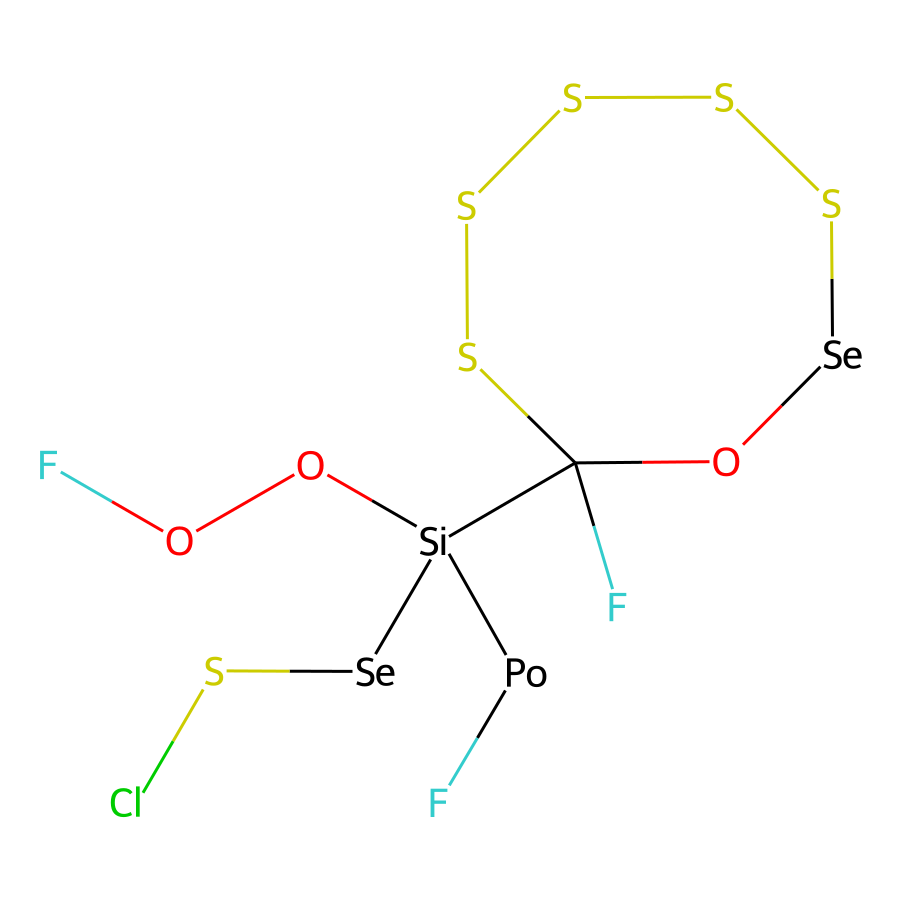 S S
S S
S Se
F O O
O Si
F
S Se Po
Cl F